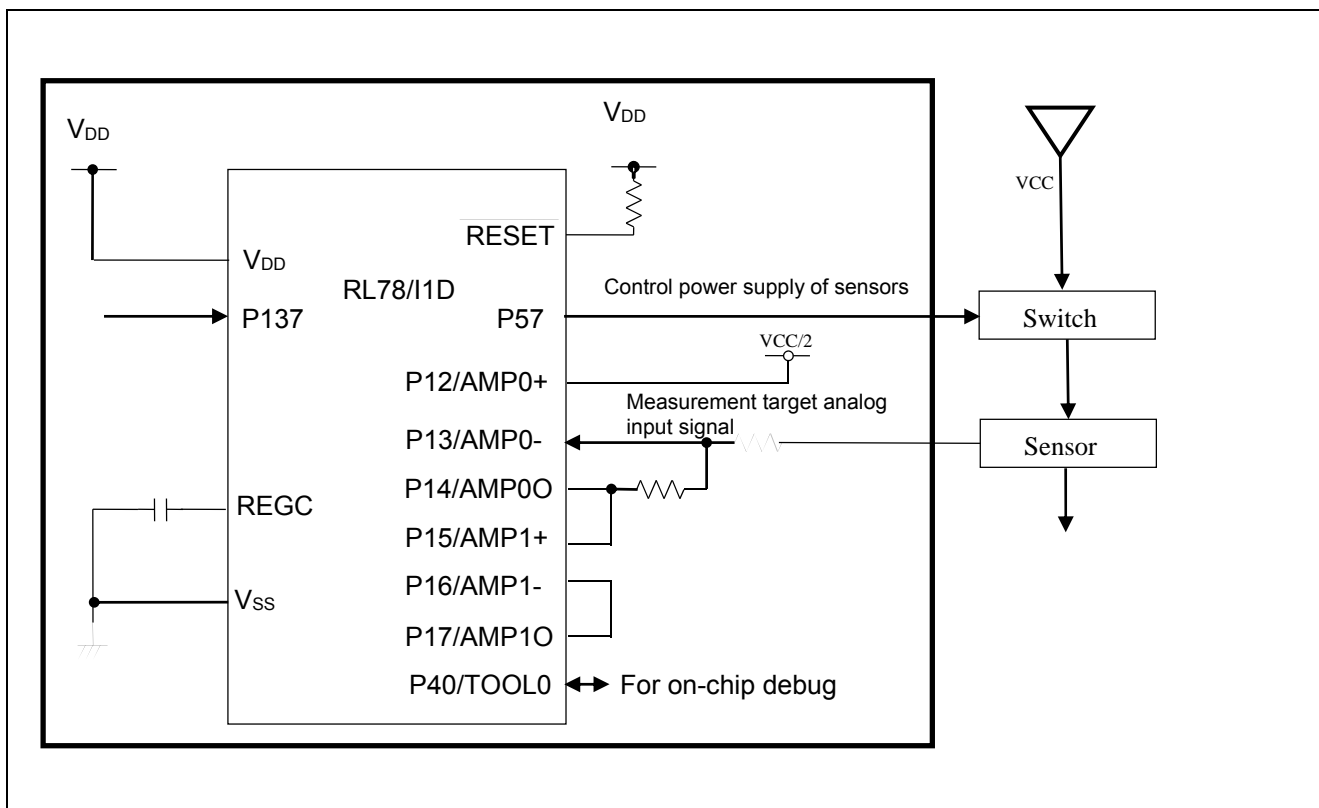 VDD
VDD
VCC
RESET
VDD
RL78/I1D
Control power supply of sensors
P137
P57
Switch
VCC/2
P12/AMP0+
Measurement target analog
input signal
P13/AMP0-
Sensor
P14/AMP0O
REGC
P15/AMP1+
P16/AMP1-
VSS
P17/AMP1O
P40/TOOL0
For on-chip debug